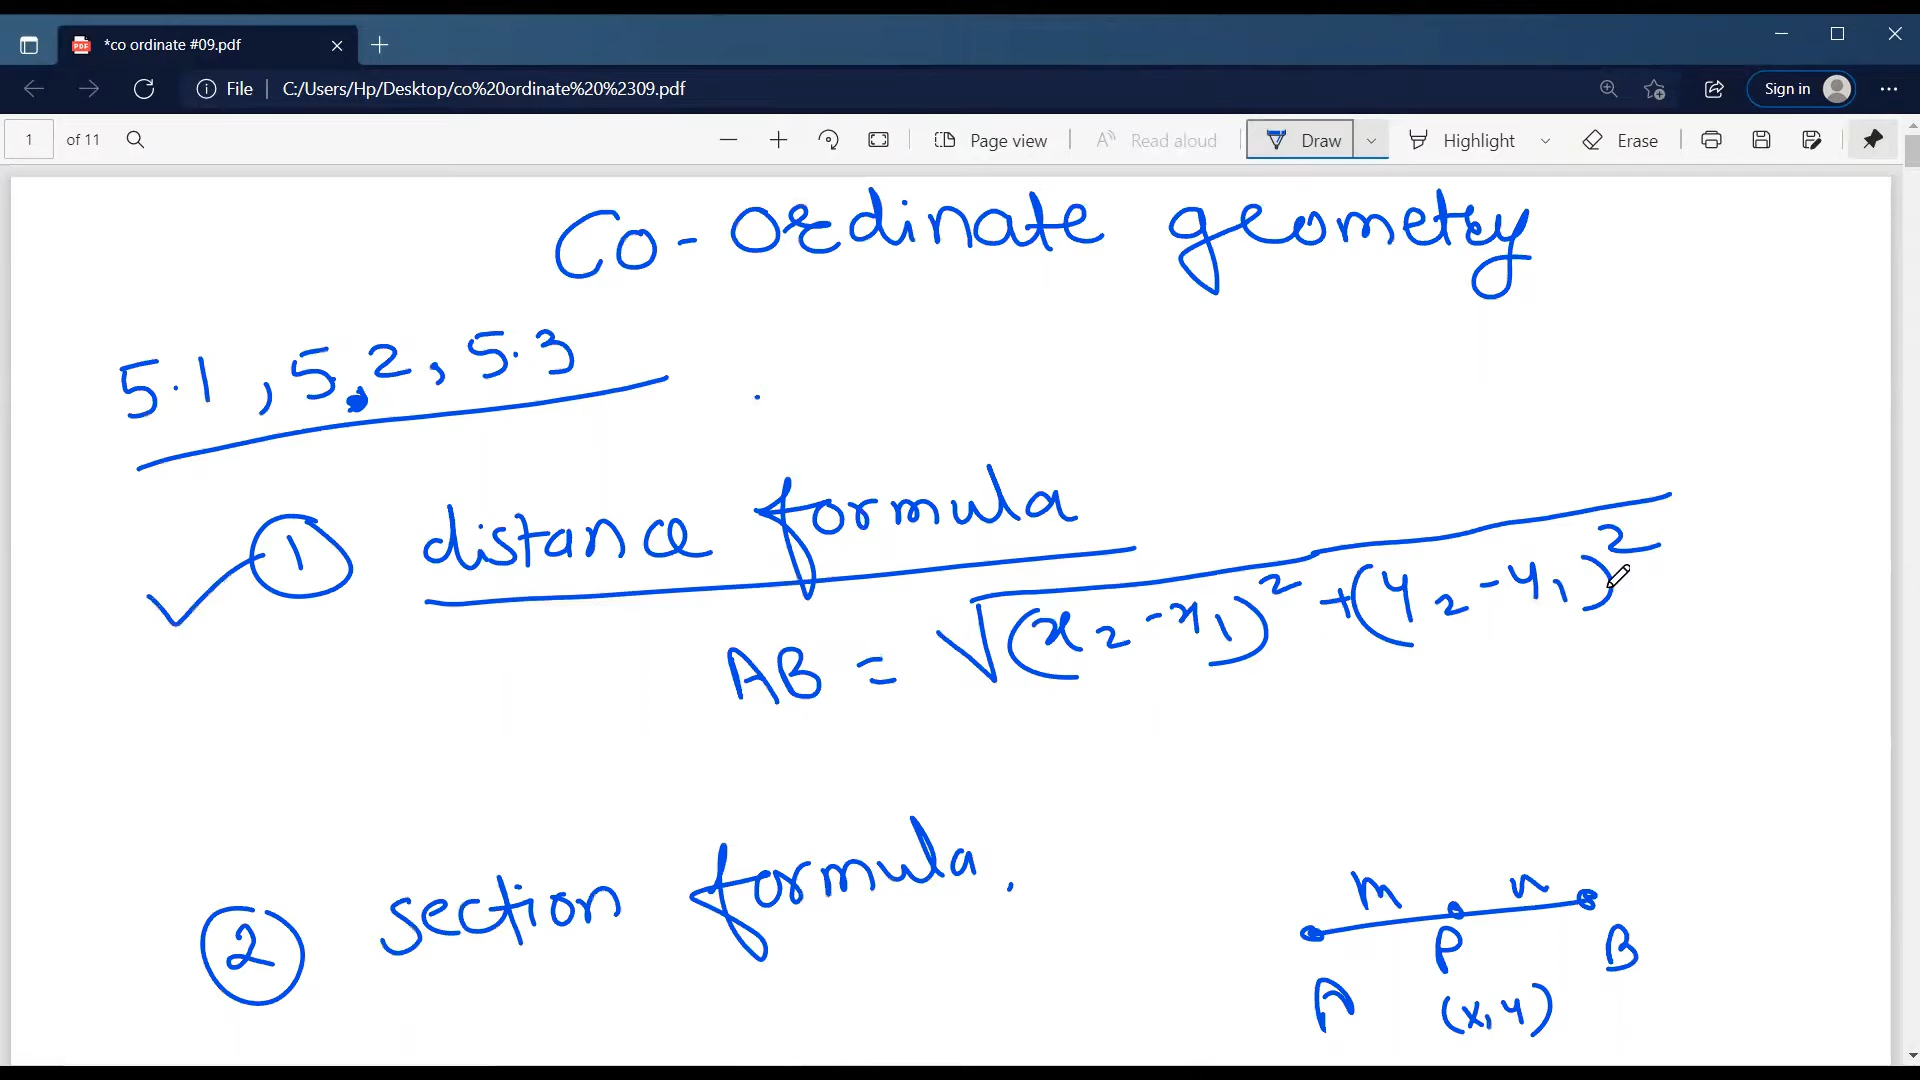 *co ordinate #09.pdf
File | C:/Users/Hp/Desktop/co%20ordinate%20%2309.pdf
Sign in
1 of 11
Page view
Read aloud
Draw
Highlight
Erase
Co-ordinate geometry
5.1, 5.2, 5.3
1 distance formula
AB = √(x2-x1)² + (y2-y1)²
2 section formula.
m n
P B
A (x,y)